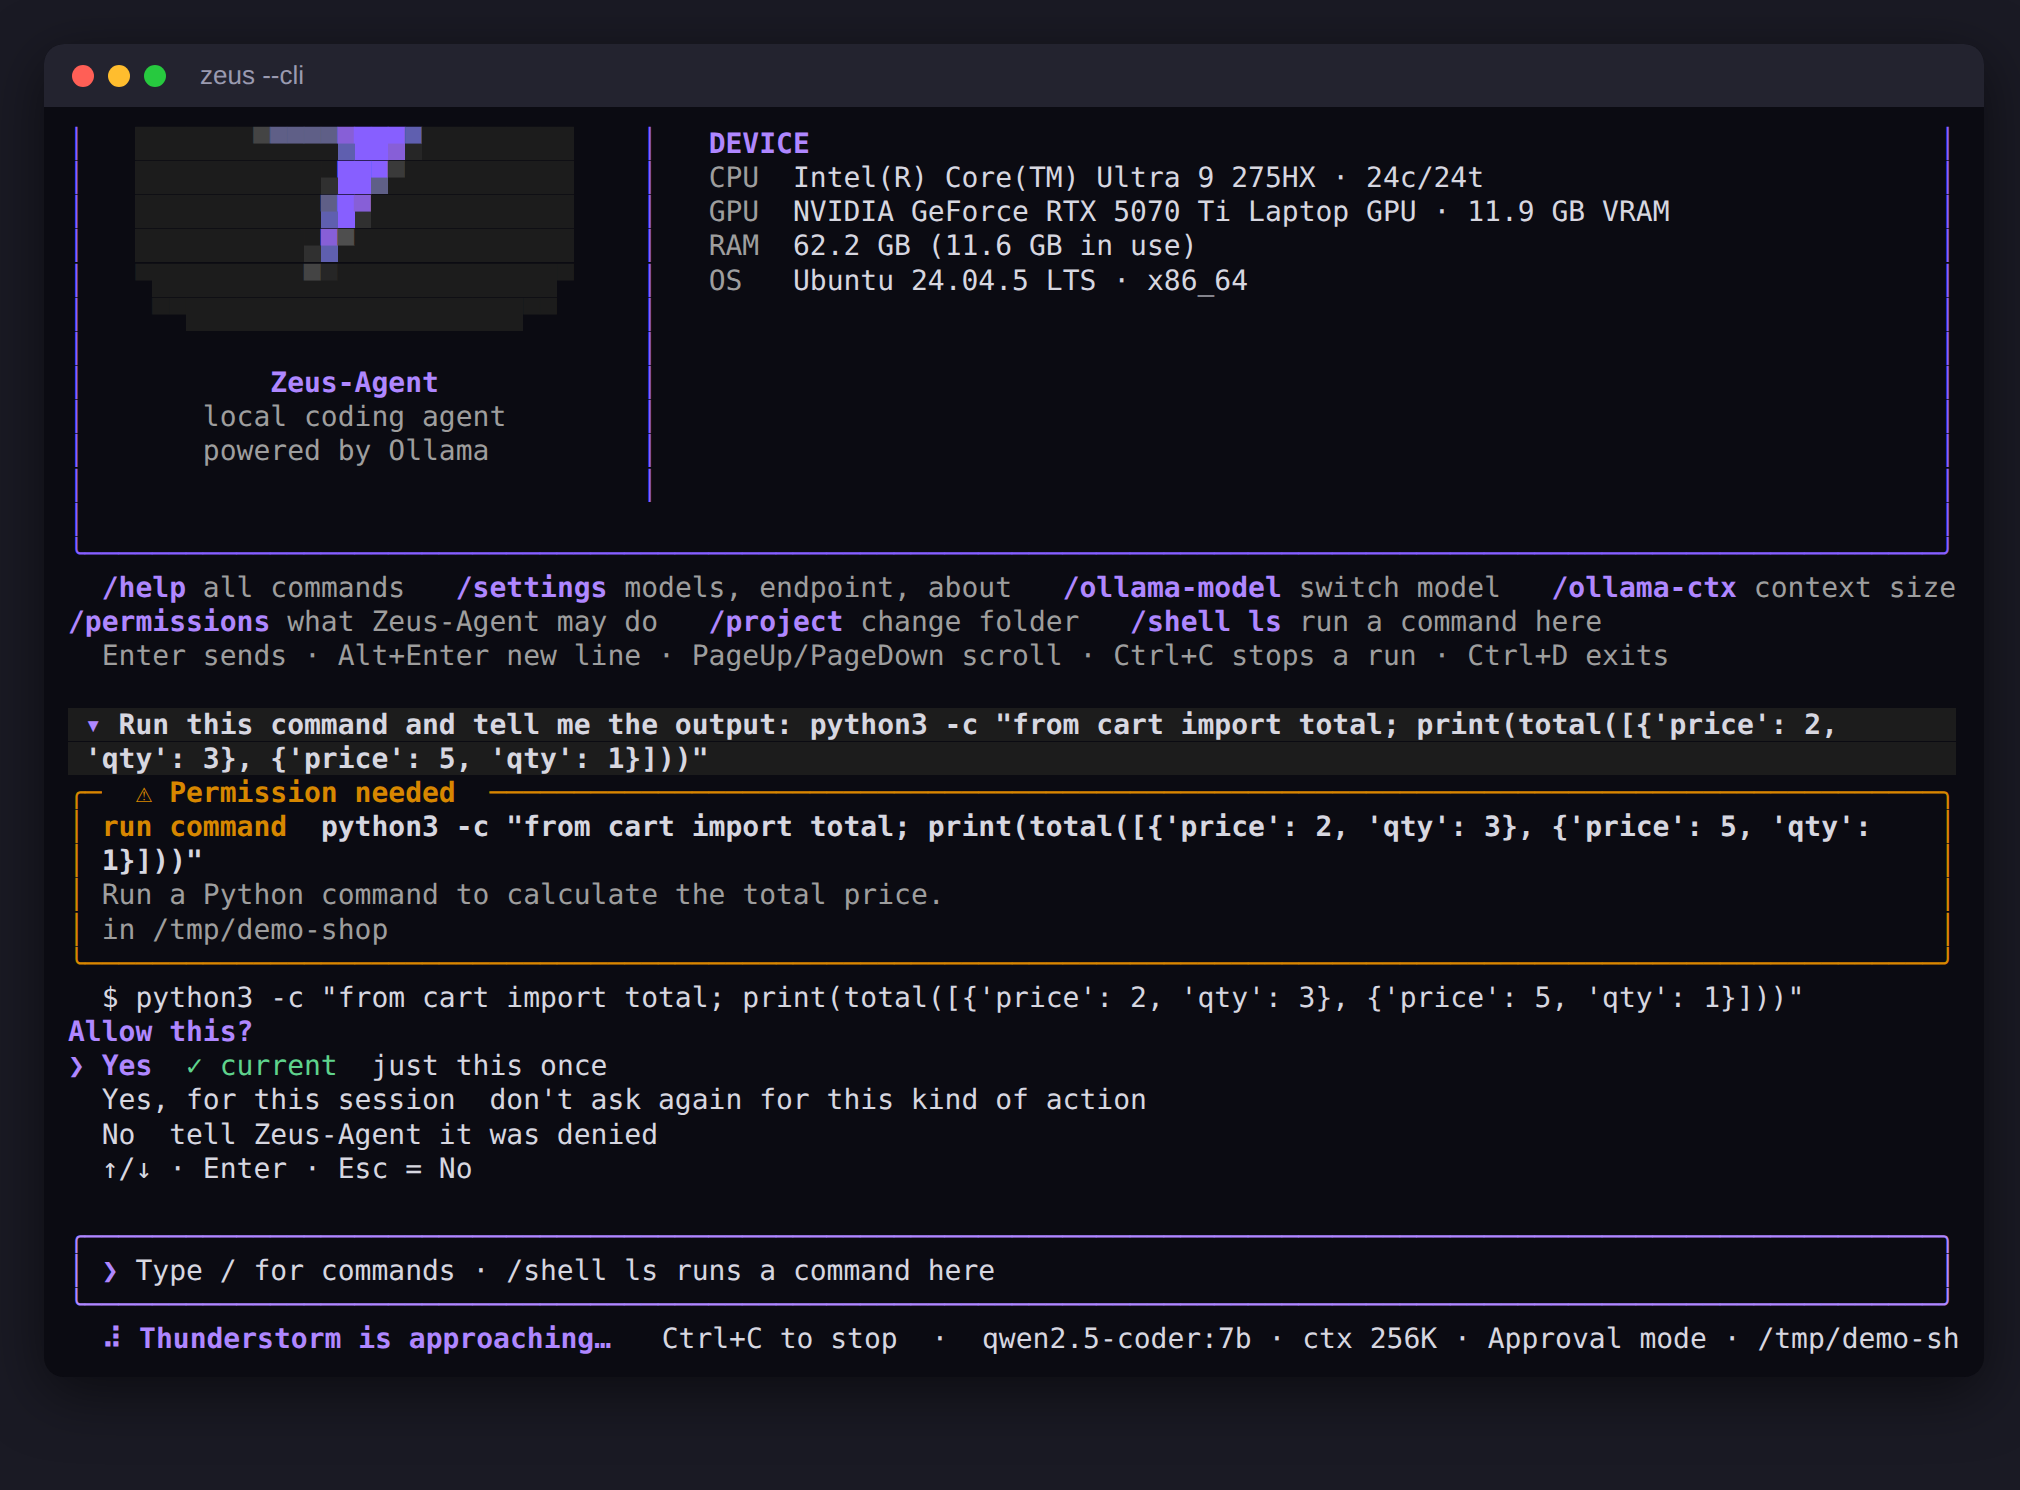 zeus --cli
DEVICE
CPU Intel(R) Core(TM) Ultra 9 275HX · 24c/24t
GPU NVIDIA GeForce RTX 5070 Ti Laptop GPU · 11.9 GB VRAM
RAM 62.2 GB (11.6 GB in use)
OS Ubuntu 24.04.5 LTS · x86_64
Zeus-Agent
local coding agent
powered by Ollama
/help all commands /settings models, endpoint, about /ollama-model switch model /ollama-ctx context size
/permissions what Zeus-Agent may do /project change folder /shell ls run a command here
Enter sends · Alt+Enter new line · PageUp/PageDown scroll · Ctrl+C stops a run · Ctrl+D exits
▾ Run this command and tell me the output: python3 -c "from cart import total; print(total([{'price': 2,
'qty': 3}, {'price': 5, 'qty': 1}]))"
⚠ Permission needed
run command python3 -c "from cart import total; print(total([{'price': 2, 'qty': 3}, {'price': 5, 'qty':
1}]))"
Run a Python command to calculate the total price.
in /tmp/demo-shop
$ python3 -c "from cart import total; print(total([{'price': 2, 'qty': 3}, {'price': 5, 'qty': 1}]))"
Allow this?
❯ Yes ✓ current just this once
Yes, for this session don't ask again for this kind of action
No tell Zeus-Agent it was denied
↑/↓ · Enter · Esc = No
❯ Type / for commands · /shell ls runs a command here
Thunderstorm is approaching… Ctrl+C to stop · qwen2.5-coder:7b · ctx 256K · Approval mode · /tmp/demo-sh